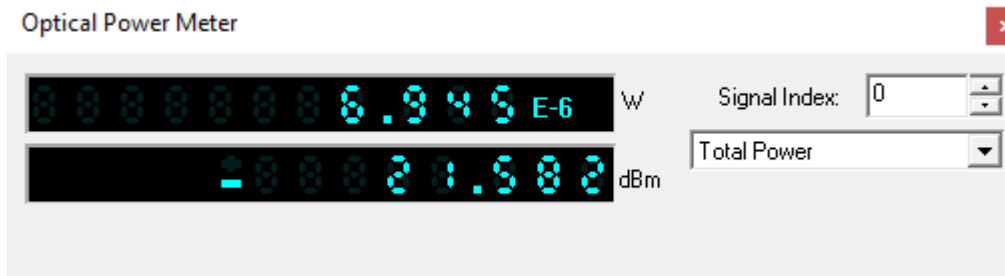 Optical Power Meter
6.945 E-6 W
Signal Index: 0
Total Power
- 21.582 dBm